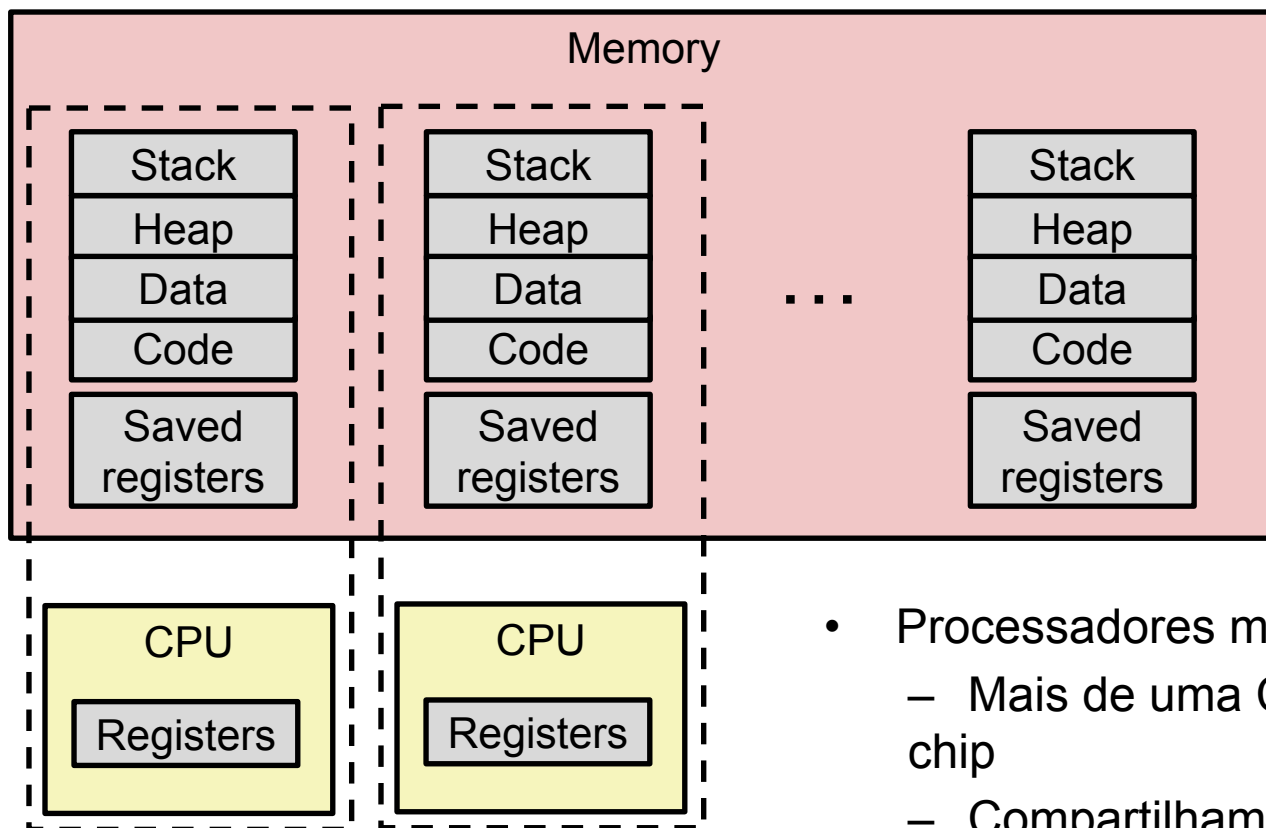 Memory
Stack
Heap
Data
Code
Saved
registers
Stack
Heap
Data
Code
Saved
registers
...
Stack
Heap
Data
Code
Saved
registers
CPU
Registers
CPU
Registers
• Processadores
– Mais de uma
chip
– Compartilham